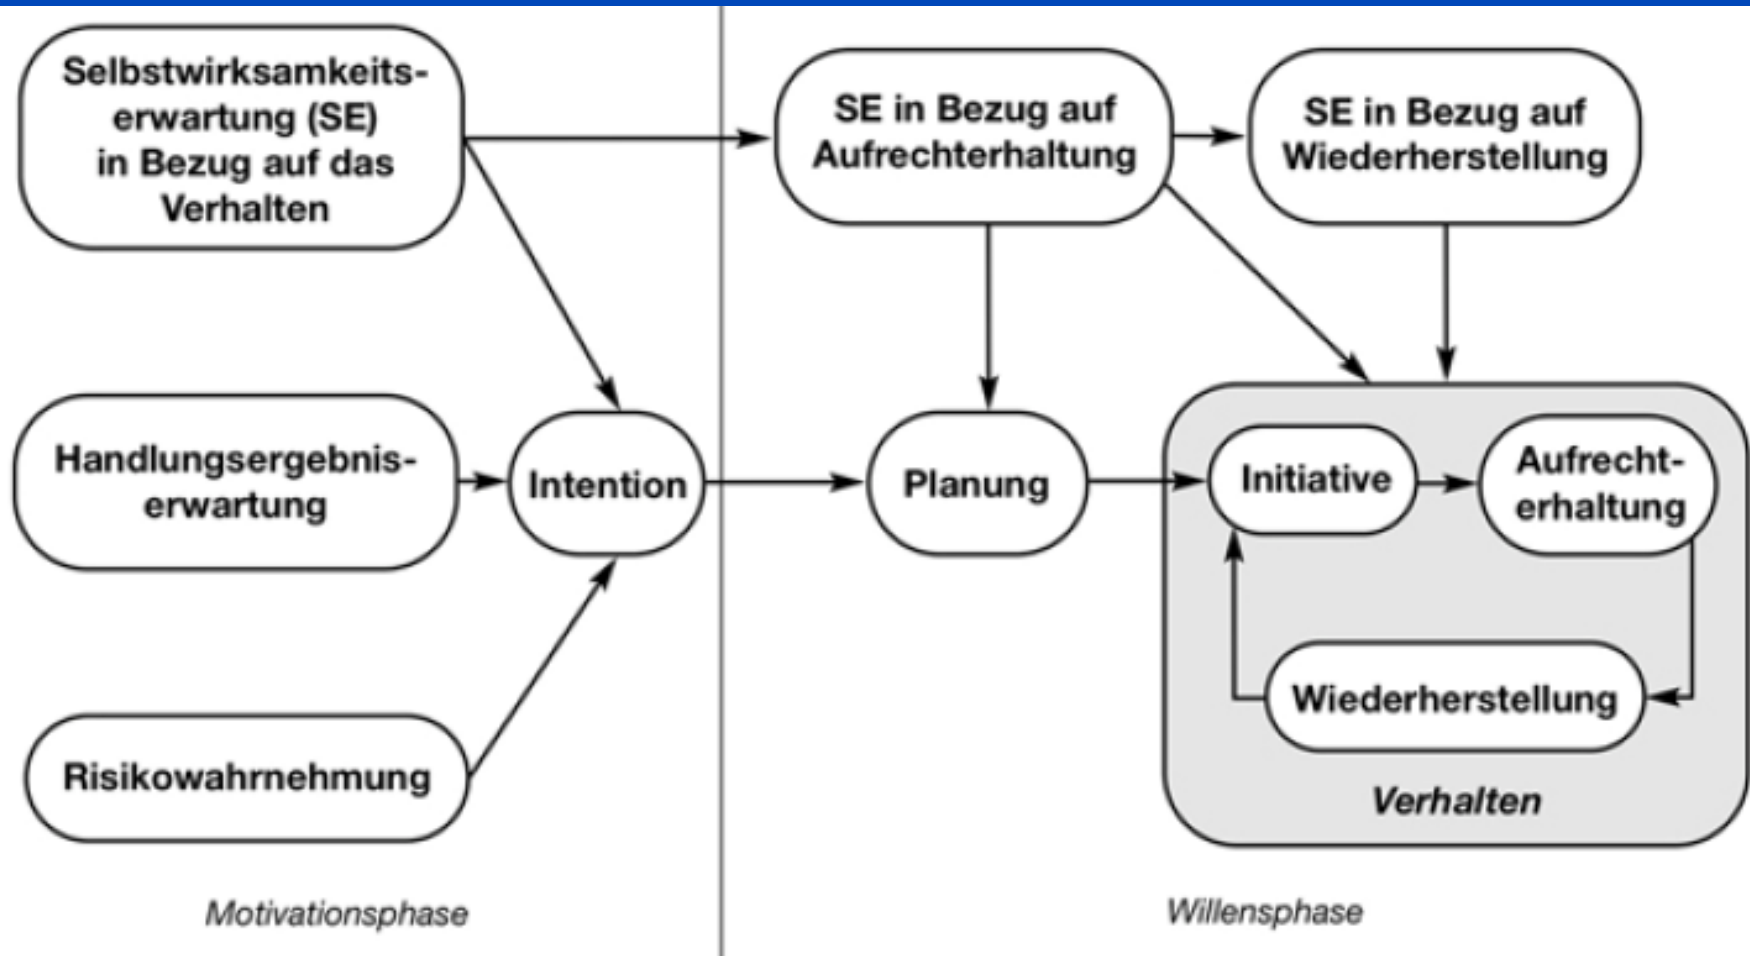 Selbstwirksamkeits-
erwartung (SE)
in Bezug auf das
Verhalten
SE in Bezug auf
Aufrechterhaltung
SE in Bezug auf
Wiederherstellung
Handlungsergebnis-
erwartung
Intention
Planung
Initiative
Aufrecht-
erhaltung
Wiederherstellung
Verhalten
Risikowahrnehmung
Motivationsphase
Willensphase